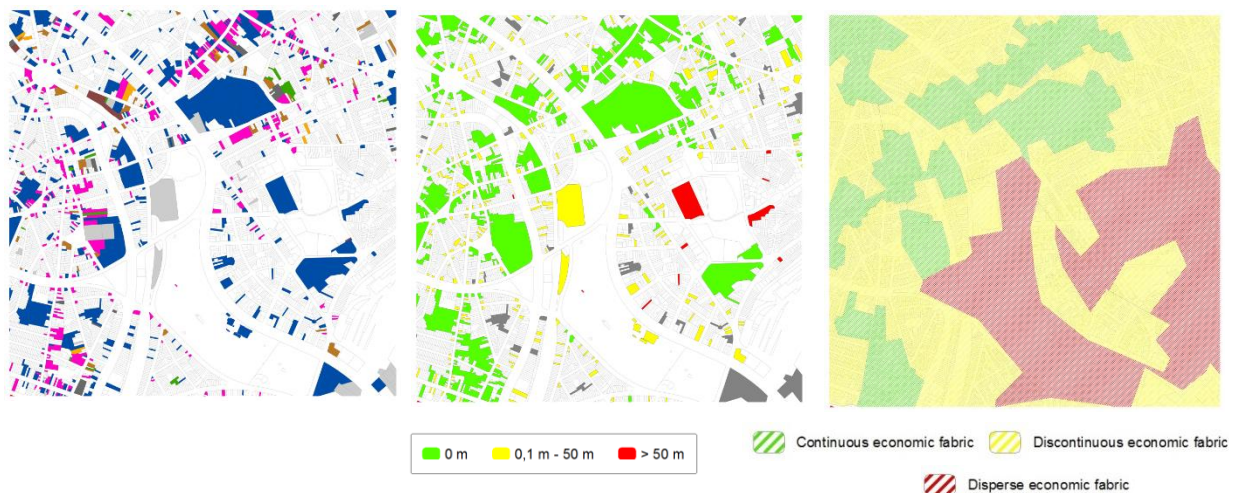 0 m 0,1 m - 50 m > 50 m
Continuous economic fabric Discontinuous economic fabric
Disperse economic fabric